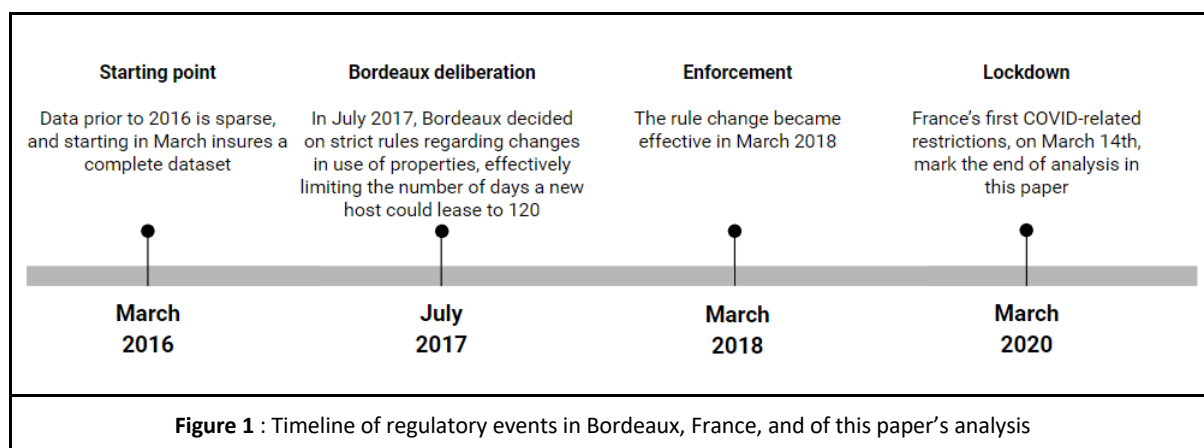 Starting point
Data prior to 2016 is sparse,
and starting in March insures a
complete dataset
March
2016
Bordeaux deliberation
In July 2017, Bordeaux decided
on strict rules regarding changes
in use of properties, effectively
limiting the number of days a new
host could lease to 120
July
2017
Enforcement
The rule change became
effective in March 2018
March
2018
Lockdown
France’s first COVID-related
restrictions, on March 14th,
mark the end of analysis in
this paper
March
2020
Figure 1 : Timeline of regulatory events in Bordeaux, France, and of this paper’s analysis